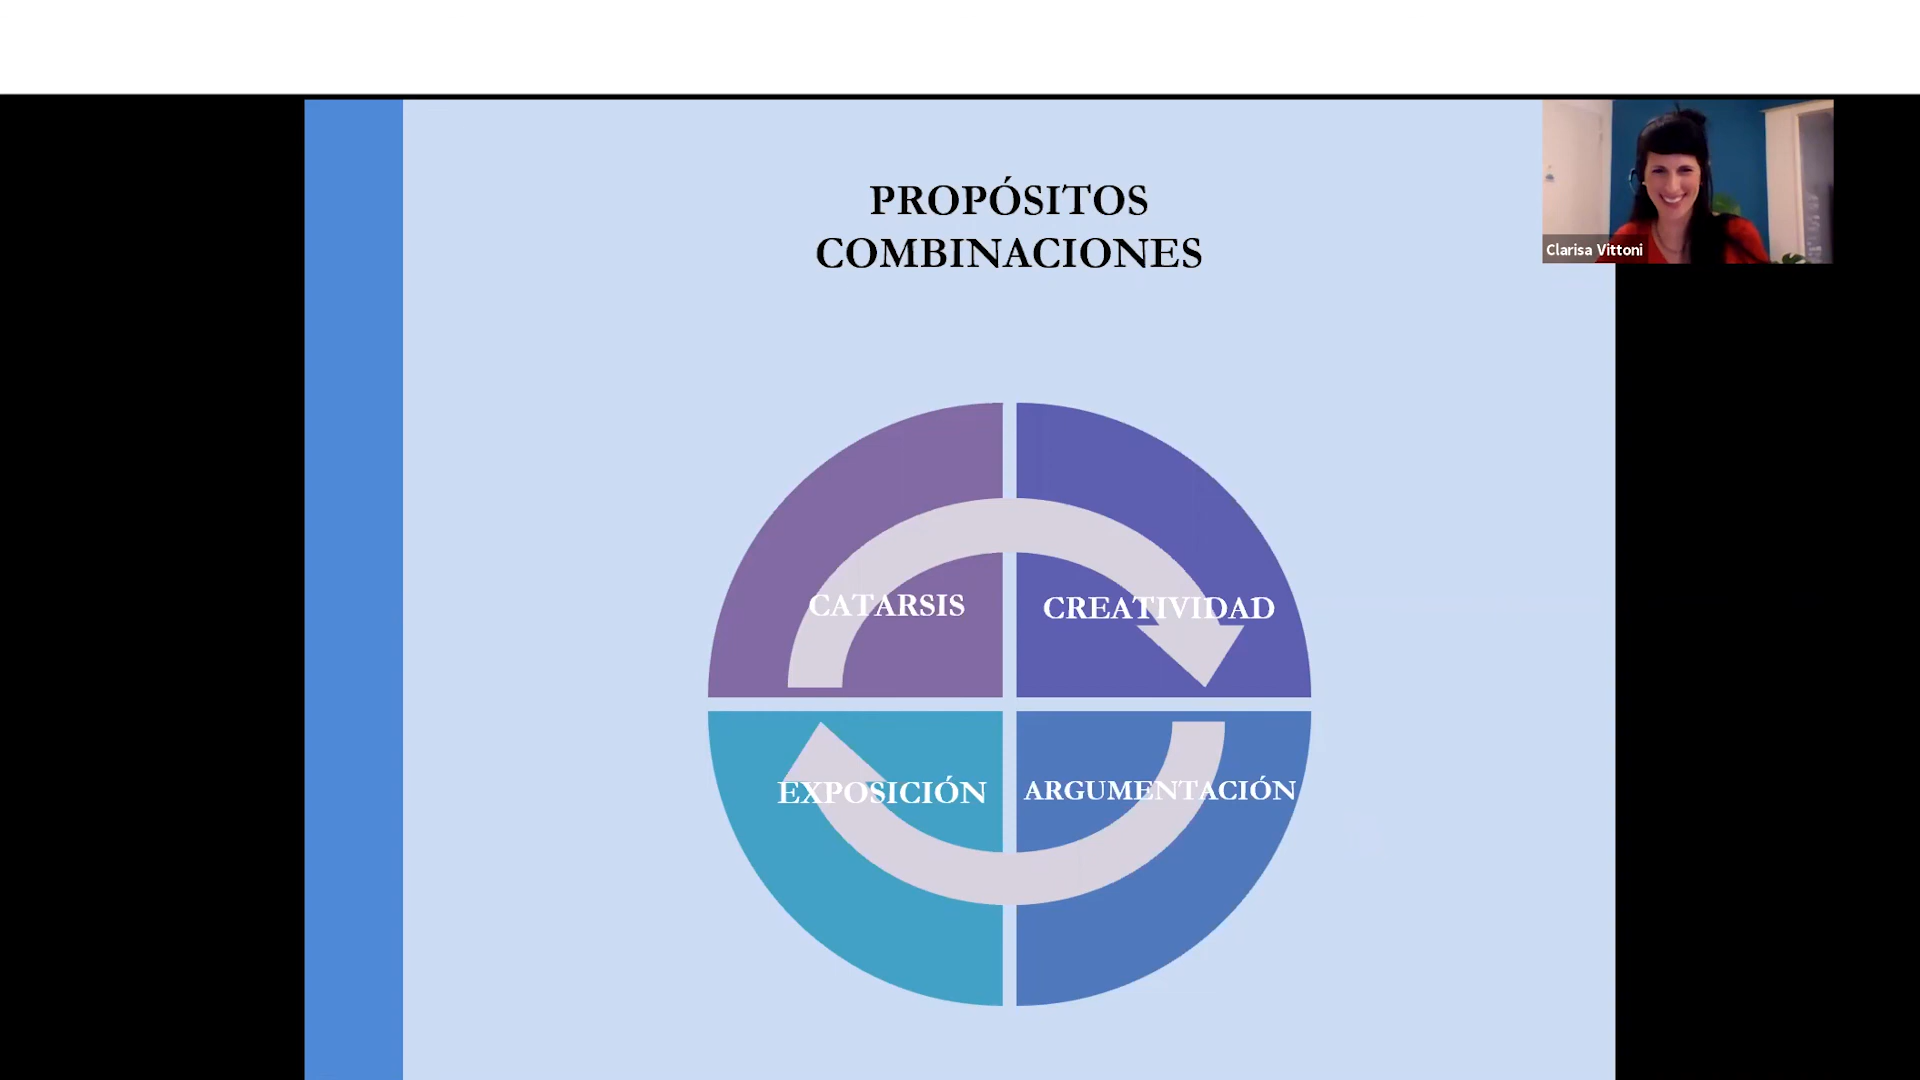 PROPÓSITOS
COMBINACIONES
Clarisa Vittoni
CATARSIS
CREATIVIDAD
EXPOSICIÓN
ARGUMENTACIÓN